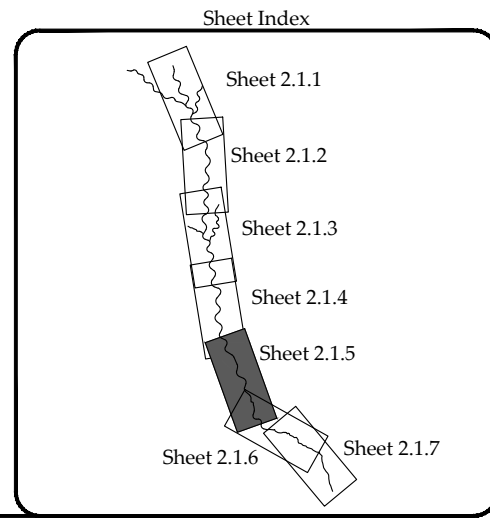 Sheet Index
Sheet 2.1.1
Sheet 2.1.2
Sheet 2.1.3
Sheet 2.1.4
Sheet 2.1.5
Sheet 2.1.6
Sheet 2.1.7